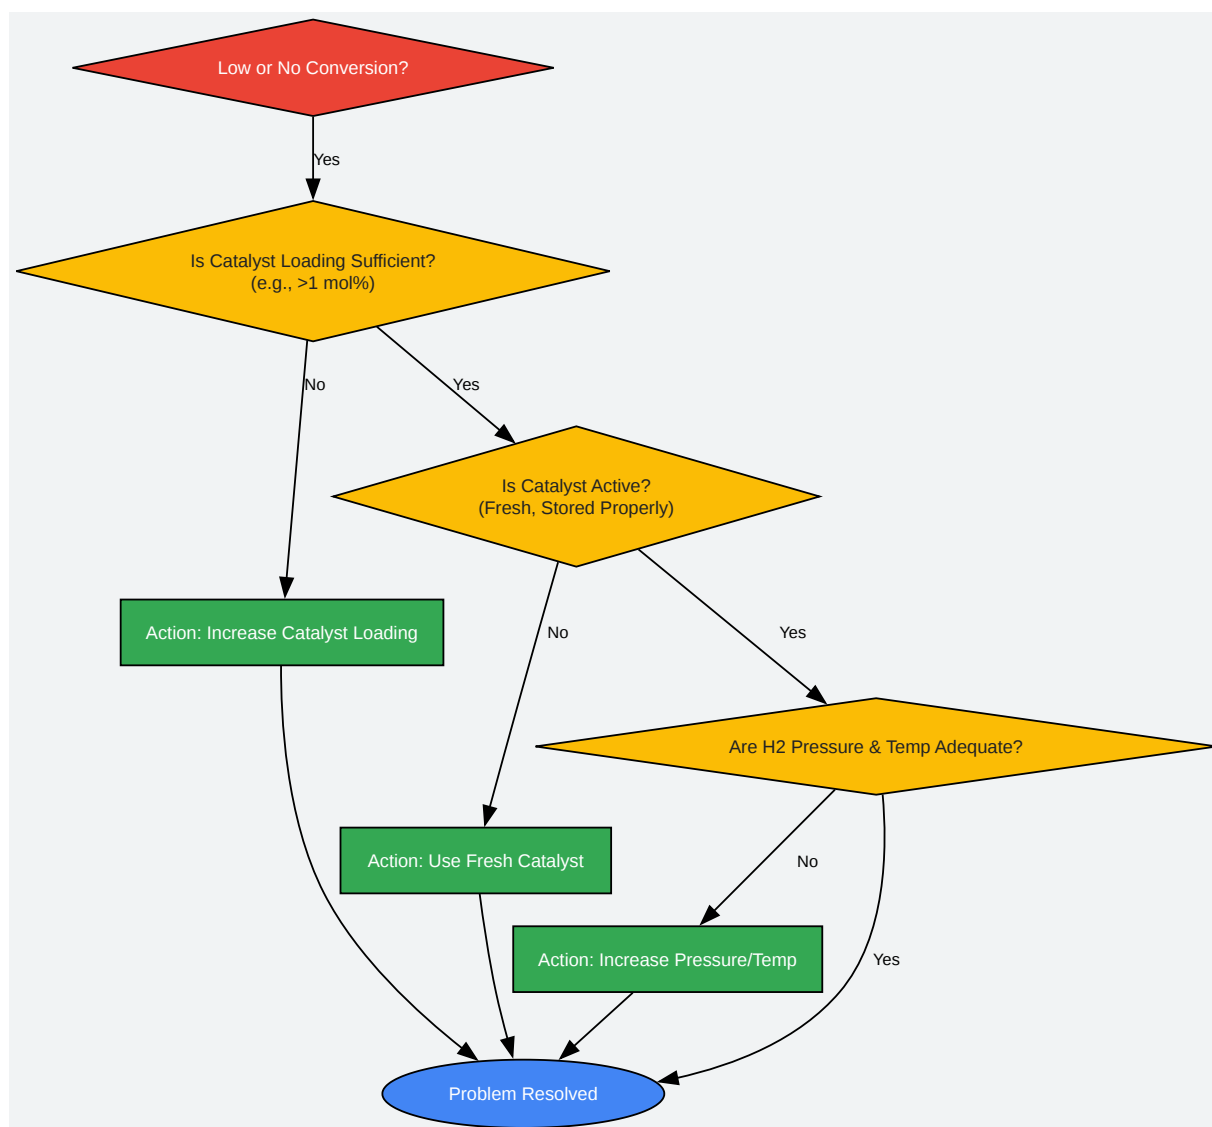 Low or No Conversion?
Yes
Is Catalyst Loading Sufficient?
(e.g., >1 mol%)
No
Yes
Is Catalyst Active?
(Fresh, Stored Properly)
Action: Increase Catalyst Loading
No
Yes
Are H2 Pressure & Temp Adequate?
Action: Use Fresh Catalyst
No
Action: Increase Pressure/Temp
Yes
Problem Resolved